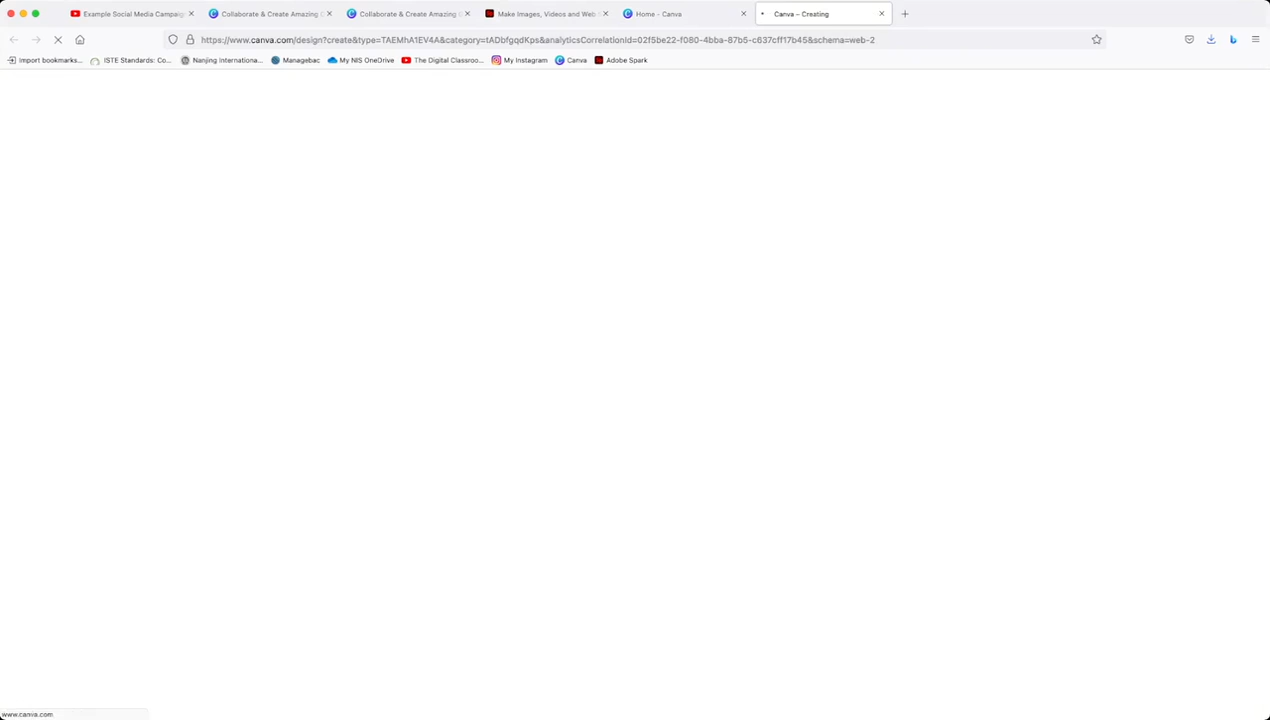 Example Social Media Campaig
Collaborate & Create Amazing G
Collaborate & Create Amazing G
Make Images, Videos and Web S
Home - Canva
Canva – Creating
https://www.canva.com/design?create&type=TAEMhA1EV4A&category=tADbfgqdKps&analyticsCorrelationId=02f5be22-f080-4bba-87b5-c637cff17b45&schema=web-2
Import bookmarks...
ISTE Standards: Co...
Nanjing Internationa...
Managebac
My NIS OneDrive
The Digital Classroo...
My Instagram
Canva
Adobe Spark
www.canva.com